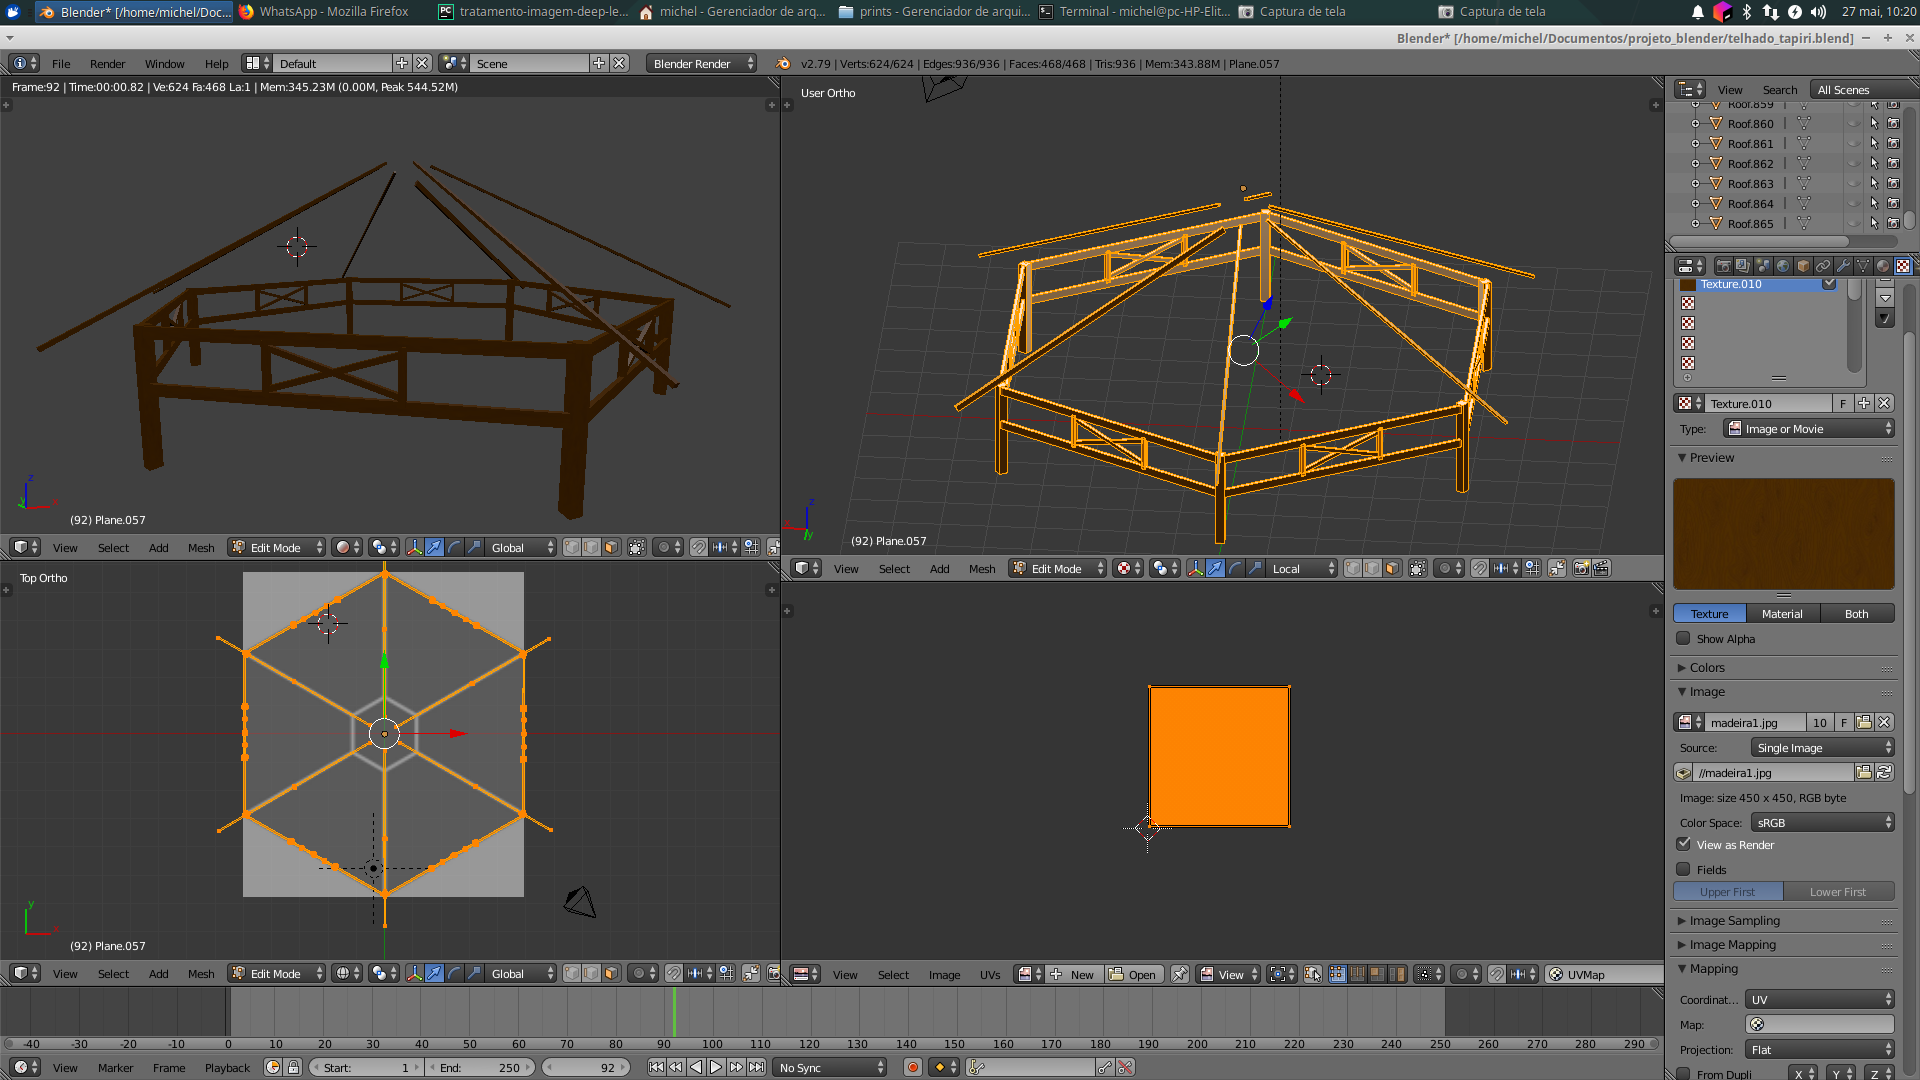 Blender* [/home/michel/Doc... WhatsApp - Mozilla Firefox tratamento-imagem-deep-le... michel - Gerenciador de arq... prints - Gerenciador de arqui... Terminal - michel@pc-HP-Elit... Captura de tela Captura de tela 27 mai, 10:20
Blender* [/home/michel/Documentos/projeto_blender/telhado_tapiri.blend]
File Render Window Help Default Scene Blender Render v2.79 | Verts:624/624 | Edges:936/936 | Faces:468/468 | Tris:936 | Mem:343.88M | Plane.057
Frame:92 | Time:00:00.82 | Ve:624 Fa:468 La:1 | Mem:345.23M (0.00M, Peak 544.52M)
User Ortho
View Search All Scenes
Roof.859
Roof.860
Roof.861
Roof.862
Roof.863
Roof.864
Roof.865
Texture.010
Texture.010 F
Type: Image or Movie
Preview
Texture Material Both
Show Alpha
Colors
Image
madeira1.jpg 10 F
Source: Single Image
//madeira1.jpg
Image: size 450 x 450, RGB byte
Color Space: sRGB
View as Render
Fields
Upper First Lower First
Image Sampling
Image Mapping
Mapping
Coordinat... UV
Map:
Projection: Flat
From Dupli X Y Z
z
(92) Plane.057
View Select Add Mesh Edit Mode Global
z
y
(92) Plane.057
View Select Add Mesh Edit Mode Local
Top Ortho
y
(92) Plane.057
View Select Add Mesh Edit Mode Global
View Select Image UVs New Open View UVMap
-40 -30 -20 -10 0 10 20 30 40 50 60 70 80 90 100 110 120 130 140 150 160 170 180 190 200 210 220 230 240 250 260 270 280 290
View Marker Frame Playback Start: 1 End: 250 92 No Sync